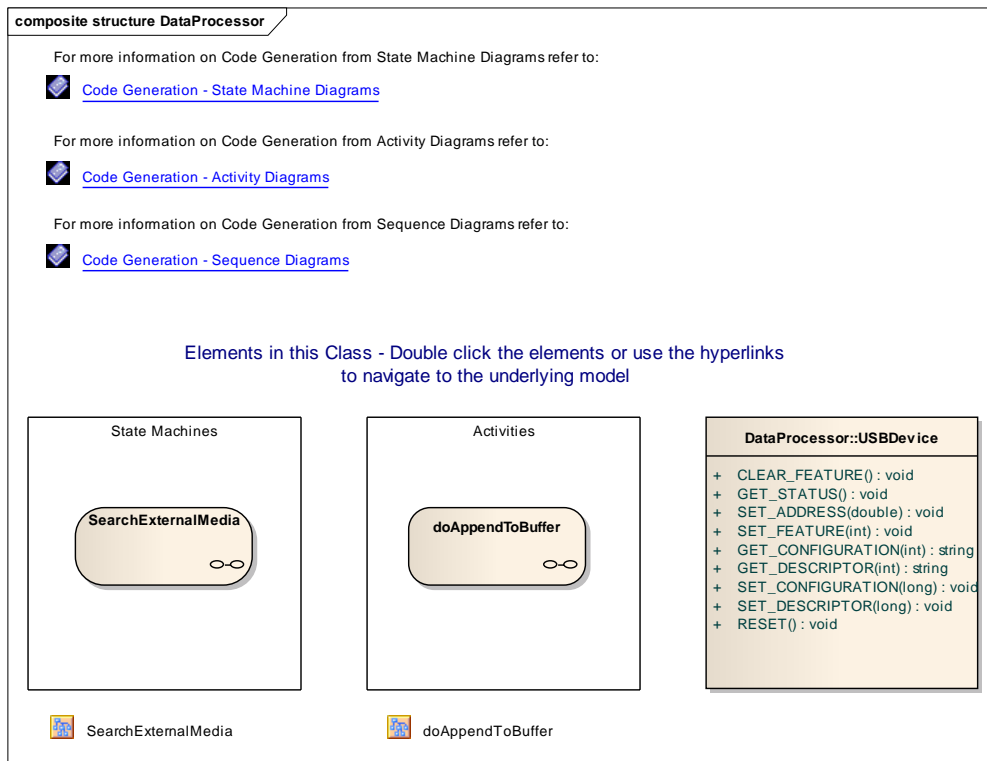 composite structure DataProcessor
For more information on Code Generation from State Machine Diagrams refer to:
Code Generation - State Machine Diagrams
For more information on Code Generation from Activity Diagrams refer to:
Code Generation - Activity Diagrams
For more information on Code Generation from Sequence Diagrams refer to:
Code Generation - Sequence Diagrams
Elements in this Class - Double click the elements or use the hyperlinks
to navigate to the underlying model
State Machines
SearchExternalMedia
Activities
doAppendToBuffer
DataProcessor::USBDevice
+ CLEAR_FEATURE() : void
+ GET_STATUS() : void
+ SET_ADDRESS(double) : void
+ SET_FEATURE(int) : void
+ GET_CONFIGURATION(int) : string
+ GET_DESCRIPTOR(int) : string
+ SET_CONFIGURATION(long) : void
+ SET_DESCRIPTOR(long) : void
+ RESET() : void
SearchExternalMedia
doAppendToBuffer